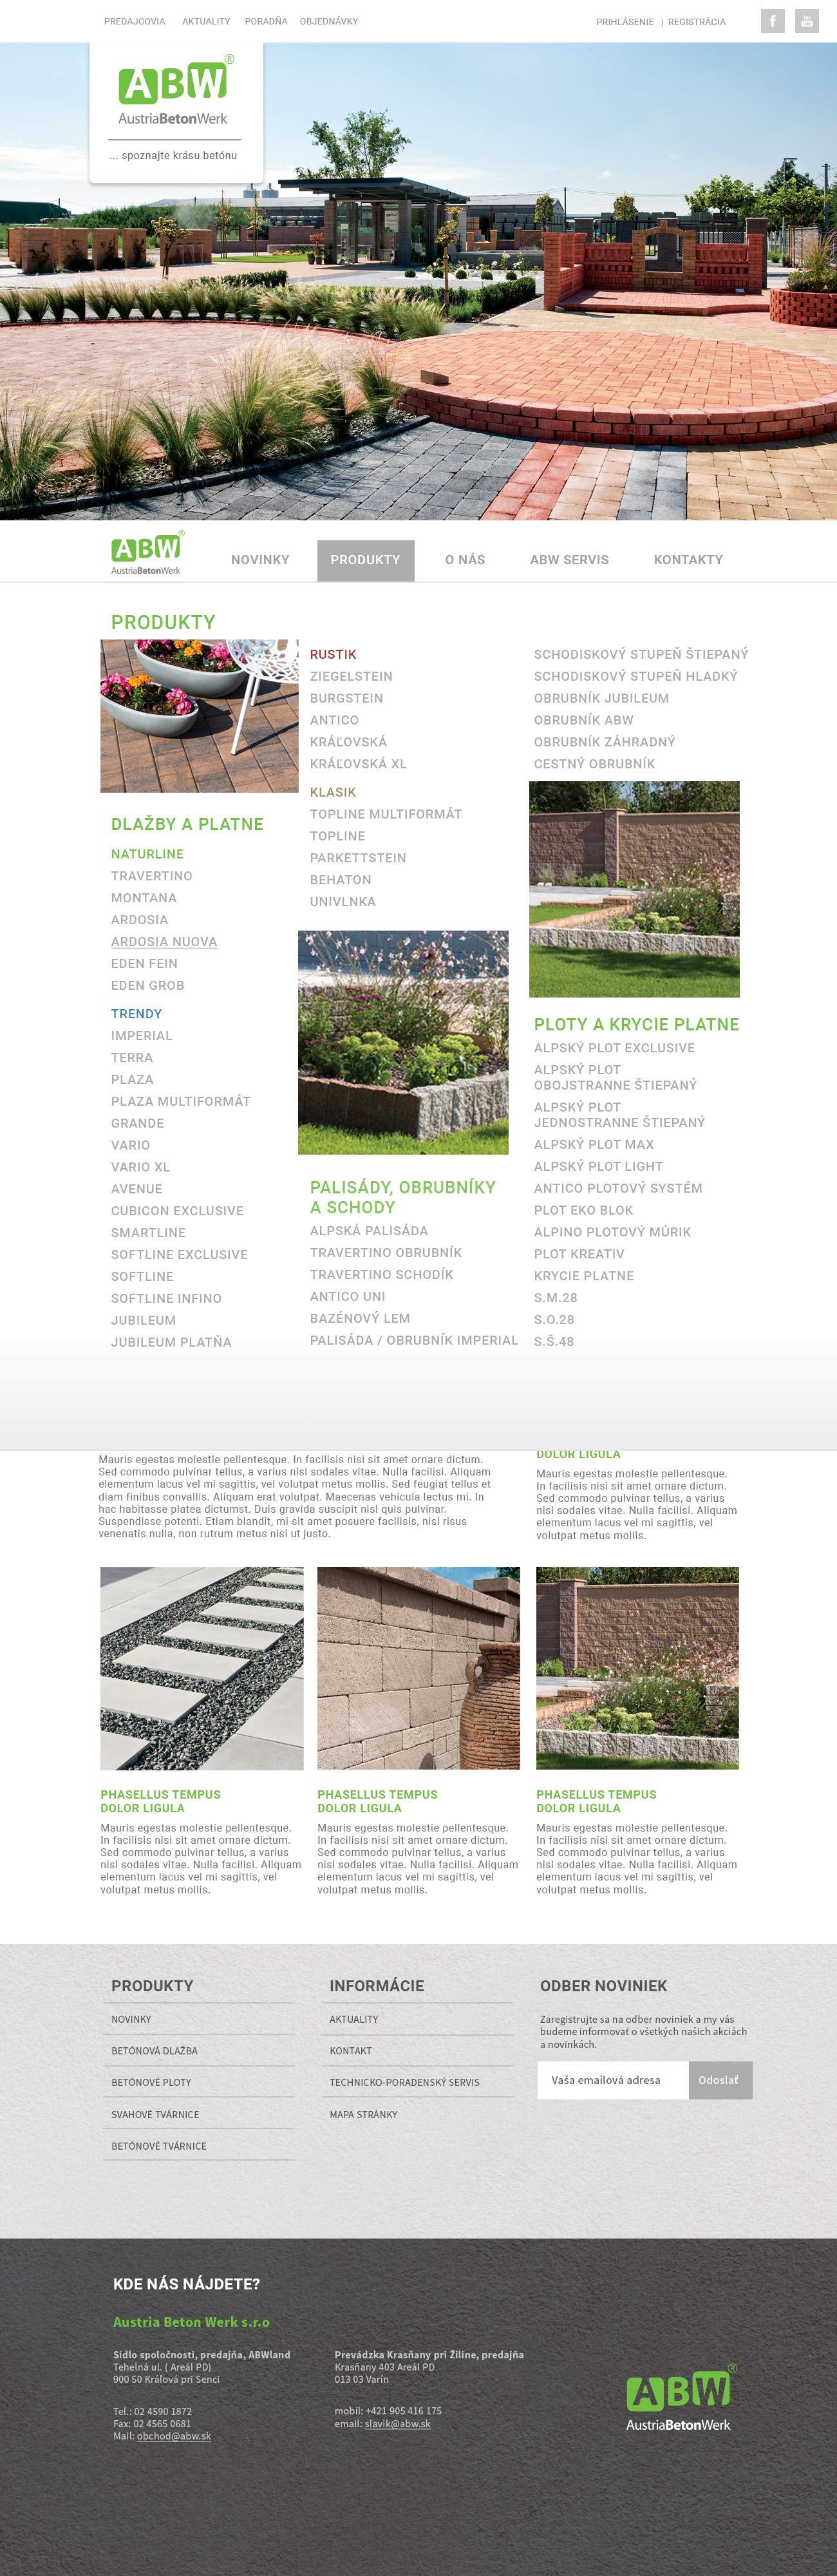 PREDAJCOVIA AKTUALITY PORADŇA OBJEDNÁVKY
PRIHLÁSENIE | REGISTRÁCIA
f
You Tube
ABW®
AustriaBetonWerk
... spoznajte krásu betónu
ABW®
AustriaBetonWerk
NOVINKY PRODUKTY O NÁS ABW SERVIS KONTAKTY
PRODUKTY
DLAŽBY A PLATNE
NATURLINE
TRAVERTINO
MONTANA
ARDOSIA
ARDOSIA NUOVA
EDEN FEIN
EDEN GROB
TRENDY
IMPERIAL
TERRA
PLAZA
PLAZA MULTIFORMÁT
GRANDE
VARIO
VARIO XL
AVENUE
CUBICON EXCLUSIVE
SMARTLINE
SOFTLINE EXCLUSIVE
SOFTLINE
SOFTLINE INFINO
JUBILEUM
JUBILEUM PLATŇA
RUSTIK
ZIEGELSTEIN
BURGSTEIN
ANTICO
KRÁĽOVSKÁ
KRÁĽOVSKÁ XL
KLASIK
TOPLINE MULTIFORMÁT
TOPLINE
PARKETTSTEIN
BEHATON
UNIVLNKA
PALISÁDY, OBRUBNÍKY
A SCHODY
ALPSKÁ PALISÁDA
TRAVERTINO OBRUBNÍK
TRAVERTINO SCHODÍK
ANTICO UNI
BAZÉNOVÝ LEM
PALISÁDA / OBRUBNÍK IMPERIAL
SCHODISKOVÝ STUPEŇ ŠTIEPANÝ
SCHODISKOVÝ STUPEŇ HLADKÝ
OBRUBNÍK JUBILEUM
OBRUBNÍK ABW
OBRUBNÍK ZÁHRADNÝ
CESTNÝ OBRUBNÍK
PLOTY A KRYCIE PLATNE
ALPSKÝ PLOT EXCLUSIVE
ALPSKÝ PLOT
OBOJSTRANNE ŠTIEPANÝ
ALPSKÝ PLOT
JEDNOSTRANNE ŠTIEPANÝ
ALPSKÝ PLOT MAX
ALPSKÝ PLOT LIGHT
ANTICO PLOTOVÝ SYSTÉM
PLOT EKO BLOK
ALPINO PLOTOVÝ MÚRIK
PLOT KREATIV
KRYCIE PLATNE
S.M.28
S.O.28
S.Š.48
Mauris egestas molestie pellentesque. In facilisis nisi sit amet ornare dictum.
Sed commodo pulvinar tellus, a varius nisl sodales vitae. Nulla facilisi. Aliquam
elementum lacus vel mi sagittis, vel volutpat metus mollis. Sed feugiat tellus et
diam finibus convallis. Aliquam erat volutpat. Maecenas vehicula lectus mi. In
hac habitasse platea dictumst. Duis gravida suscipit nisl quis pulvinar.
Suspendisse potenti. Etiam blandit, mi sit amet posuere facilisis, nisi risus
venenatis nulla, non rutrum metus nisi ut justo.
DOLOR LIGULA
Mauris egestas molestie pellentesque.
In facilisis nisi sit amet ornare dictum.
Sed commodo pulvinar tellus, a varius
nisl sodales vitae. Nulla facilisi. Aliquam
elementum lacus vel mi sagittis, vel
volutpat metus mollis.
PHASELLUS TEMPUS
DOLOR LIGULA
Mauris egestas molestie pellentesque.
In facilisis nisi sit amet ornare dictum.
Sed commodo pulvinar tellus, a varius
nisl sodales vitae. Nulla facilisi. Aliquam
elementum lacus vel mi sagittis, vel
volutpat metus mollis.
PHASELLUS TEMPUS
DOLOR LIGULA
Mauris egestas molestie pellentesque.
In facilisis nisi sit amet ornare dictum.
Sed commodo pulvinar tellus, a varius
nisl sodales vitae. Nulla facilisi. Aliquam
elementum lacus vel mi sagittis, vel
volutpat metus mollis.
PHASELLUS TEMPUS
DOLOR LIGULA
Mauris egestas molestie pellentesque.
In facilisis nisi sit amet ornare dictum.
Sed commodo pulvinar tellus, a varius
nisl sodales vitae. Nulla facilisi. Aliquam
elementum lacus vel mi sagittis, vel
volutpat metus mollis.
PRODUKTY
NOVINKY
BETÓNOVÁ DLAŽBA
BETÓNOVÉ PLOTY
SVAHOVÉ TVÁRNICE
BETÓNOVÉ TVÁRNICE
INFORMÁCIE
AKTUALITY
KONTAKT
TECHNICKO-PORADENSKÝ SERVIS
MAPA STRÁNKY
ODBER NOVINIEK
Zaregistrujte sa na odber noviniek a my vás
budeme informovať o všetkých našich akciách
a novinkách.
Vaša emailová adresa Odoslať
KDE NÁS NÁJDETE?
Austria Beton Werk s.r.o
Sídlo spoločnosti, predajňa, ABWland
Tehelná ul. ( Areál PD)
900 50 Kráľová pri Senci
Tel.: 02 4590 1872
Fax: 02 4565 0681
Mail: obchod@abw.sk
Prevádzka Krasňany pri Žiline, predajňa
Krasňany 403 Areál PD
013 03 Varín
mobil: +421 905 416 175
email: slavik@abw.sk
ABW®
AustriaBetonWerk